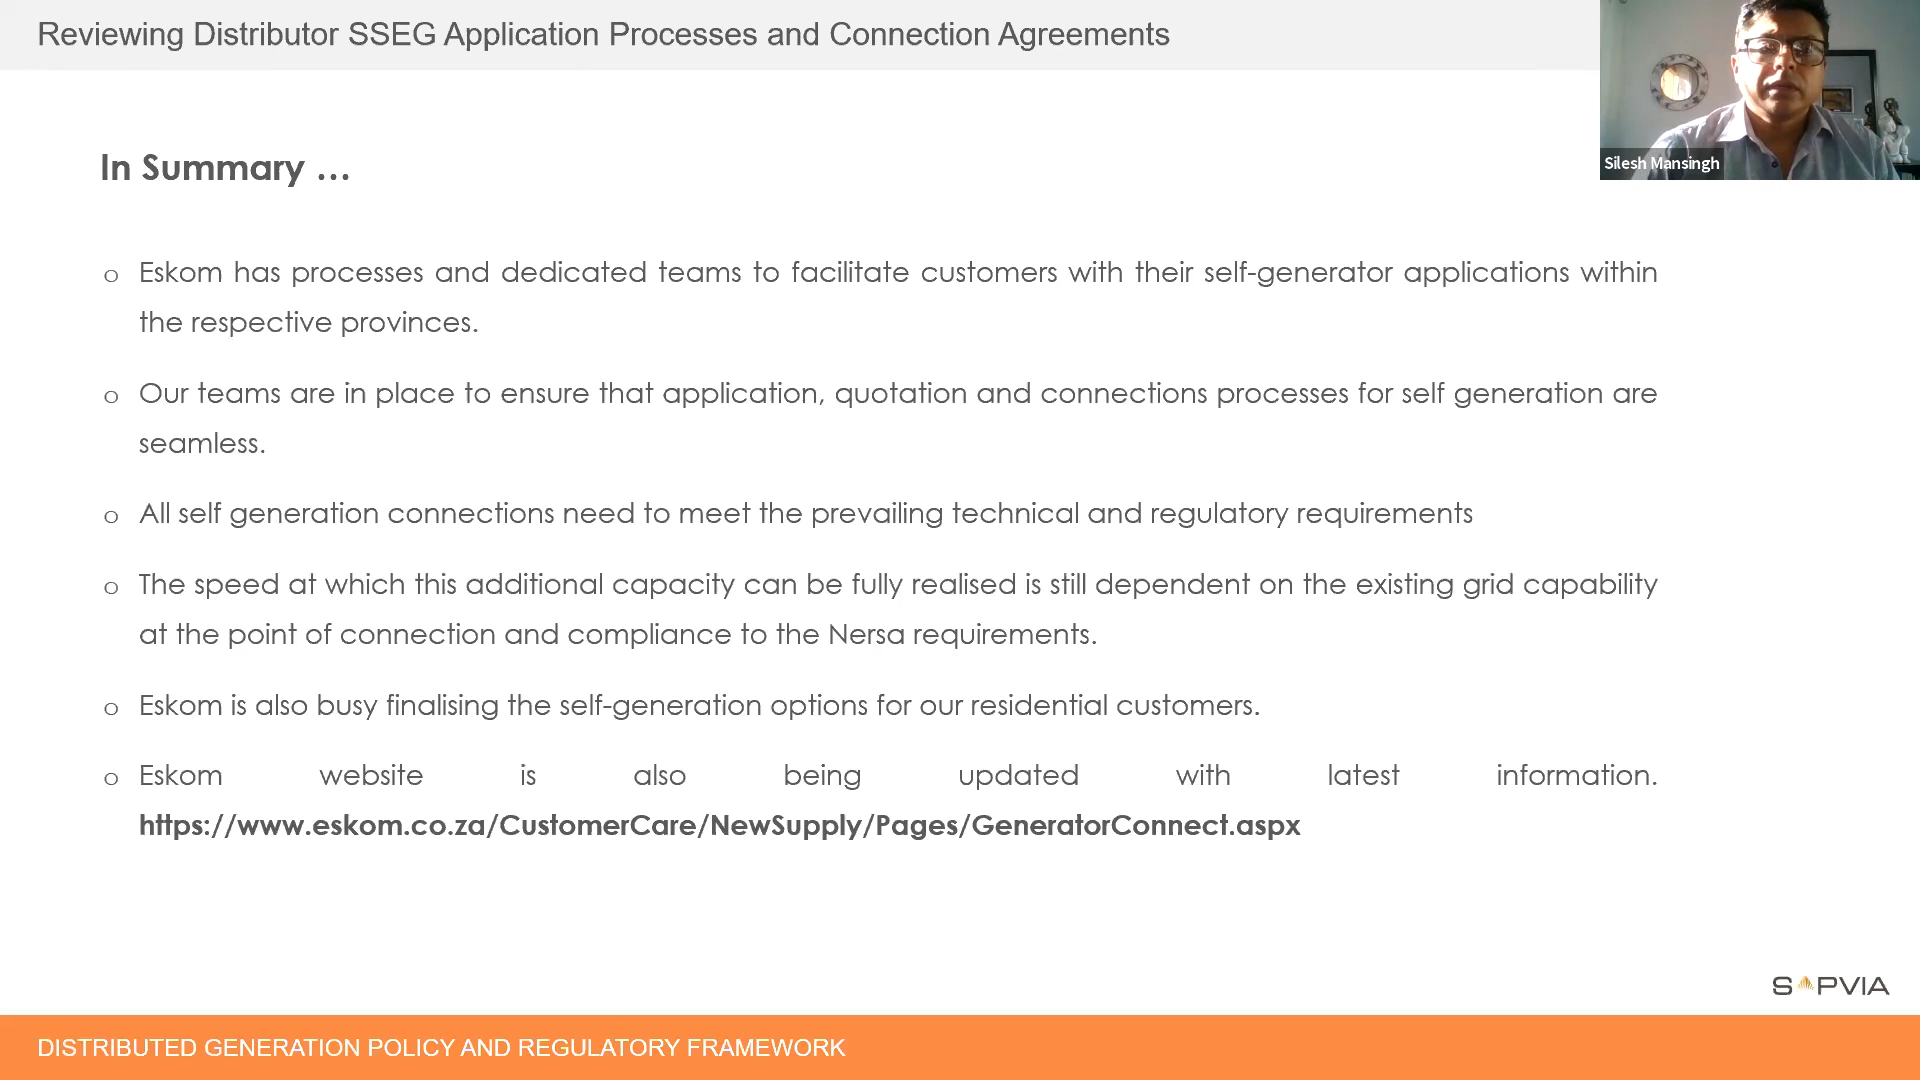 Reviewing Distributor SSEG Application Processes and Connection Agreements
Silesh Mansingh
In Summary …
o Eskom has processes and dedicated teams to facilitate customers with their self-generator applications within
the respective provinces.
o Our teams are in place to ensure that application, quotation and connections processes for self generation are
seamless.
o All self generation connections need to meet the prevailing technical and regulatory requirements
o The speed at which this additional capacity can be fully realised is still dependent on the existing grid capability
at the point of connection and compliance to the Nersa requirements.
o Eskom is also busy finalising the self-generation options for our residential customers.
o Eskom website is also being updated with latest information.
https://www.eskom.co.za/CustomerCare/NewSupply/Pages/GeneratorConnect.aspx
SAPVIA
DISTRIBUTED GENERATION POLICY AND REGULATORY FRAMEWORK